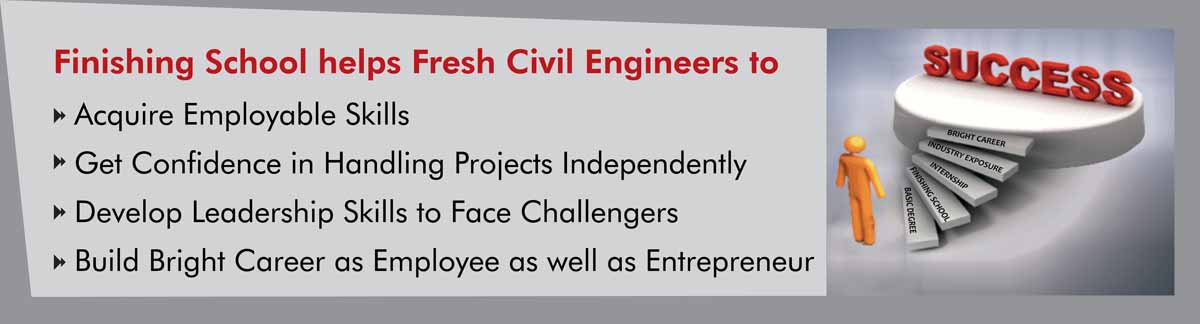 Finishing School helps Fresh Civil Engineers to
Acquire Employable Skills
Get Confidence in Handling Projects Independently
Develop Leadership Skills to Face Challengers
Build Bright Career as Employee as well as Entrepreneur
SUCCESS
BRIGHT CAREER
INDUSTRY EXPOSURE
INTERNSHIP
FINISHING SCHOOL
BASIC DEGREE